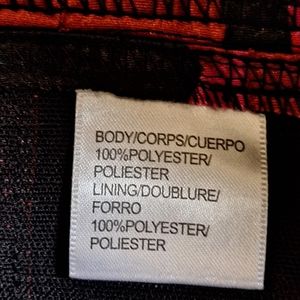 BODY/CORPS/CUERPO
100%POLYESTER/
POLIESTER
LINING/DOUBLURE/
FORRO
100%POLYESTER/
POLIESTER